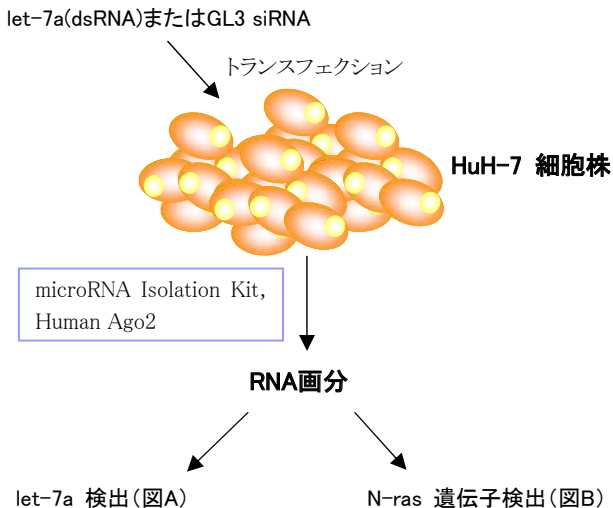 let-7a(dsRNA)またはGL3 siRNA
トランスフェクション
HuH-7 細胞株
microRNA Isolation Kit,
Human Ago2
RNA画分
let-7a 検出(図A)
N-ras 遺伝子検出(図B)